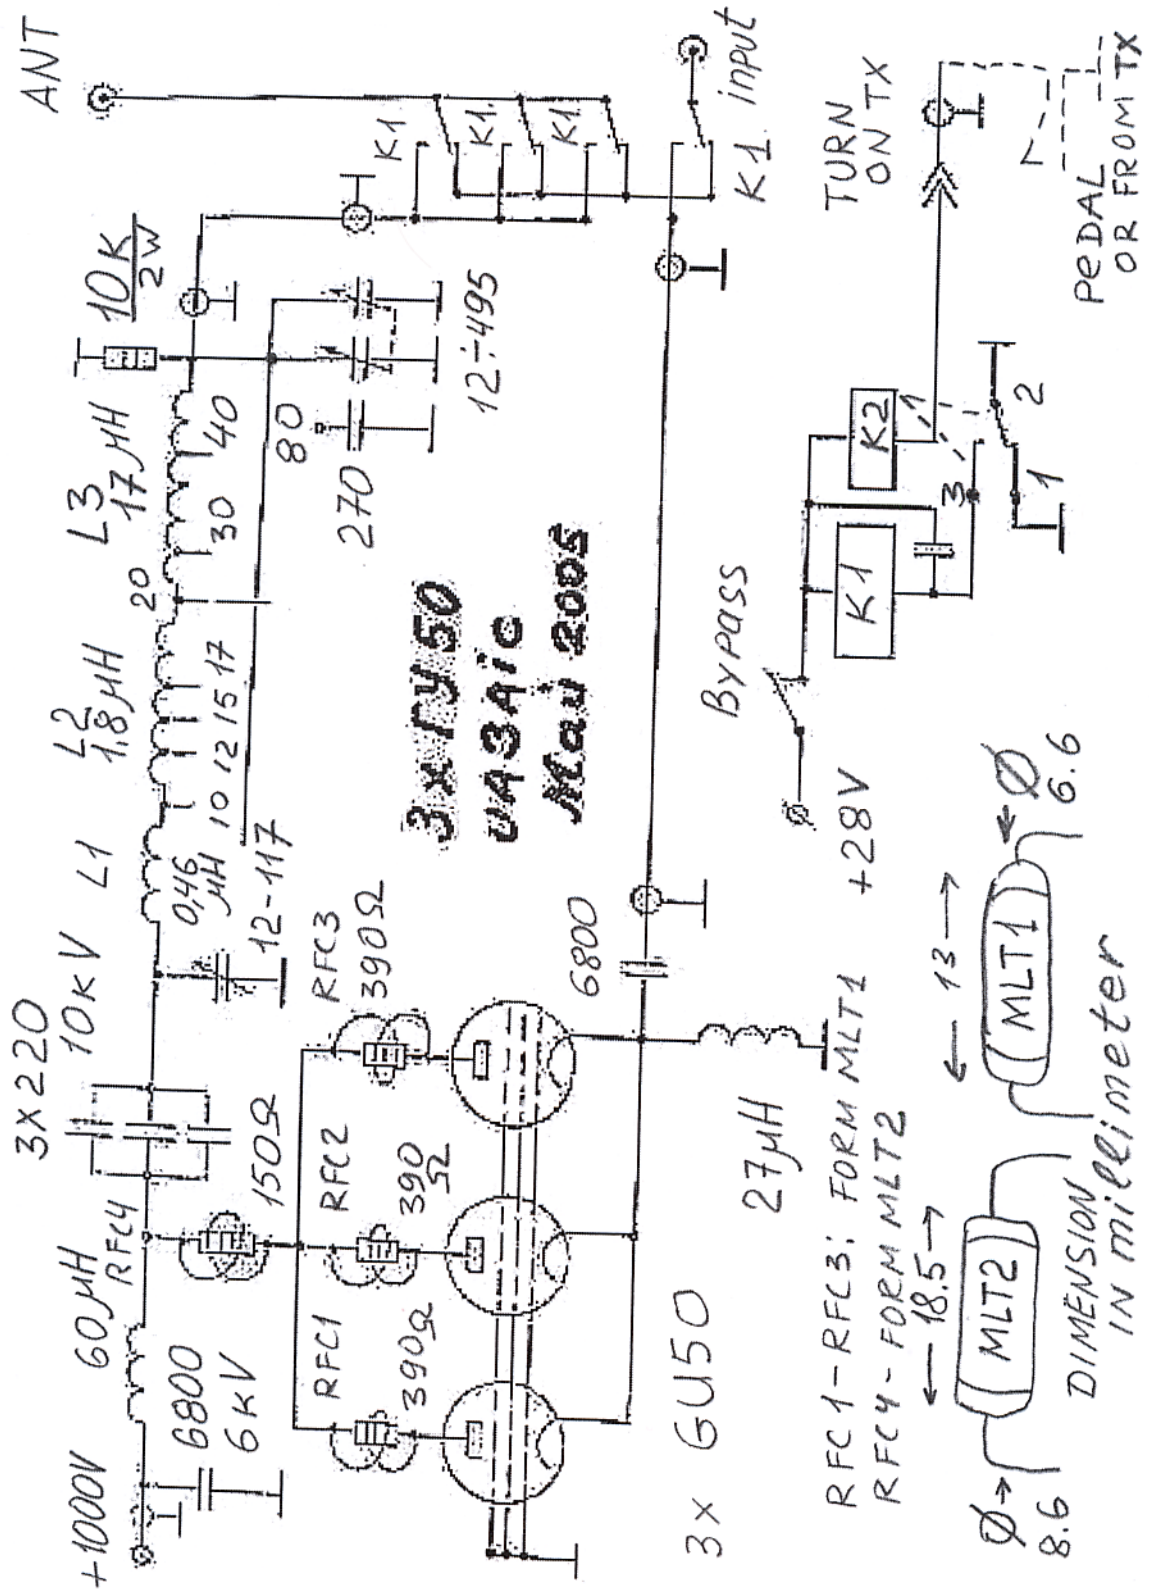 +1000V
6800
6KV
60µH
RFC4
3X220
10KV
L1
0,46
µH
12-117
L2
1.8µH
10 12 15 17
20
L3
17µH
30
40
10K
2W
80
270
12÷495
ANT
K1
K1.
K1.
K1.
input
150Ω
RFC1
390Ω
RFC2
390
Ω
RFC3
390Ω
3 x ГУ50
UA3AIC
Май 2005
6800
27µH
3x GU50
Bypass
+28V
K1
K2
3
1
1
2
TURN
ON TX
PEDAL
OR FROM TX
RFC1-RFC3: FORM MLT1
RFC4-FORM MLT2
←18.5→
MLT2
Ø→
8.6
← 13 →
MLT1
←Ø
6.6
DIMENSION
IN millimeter